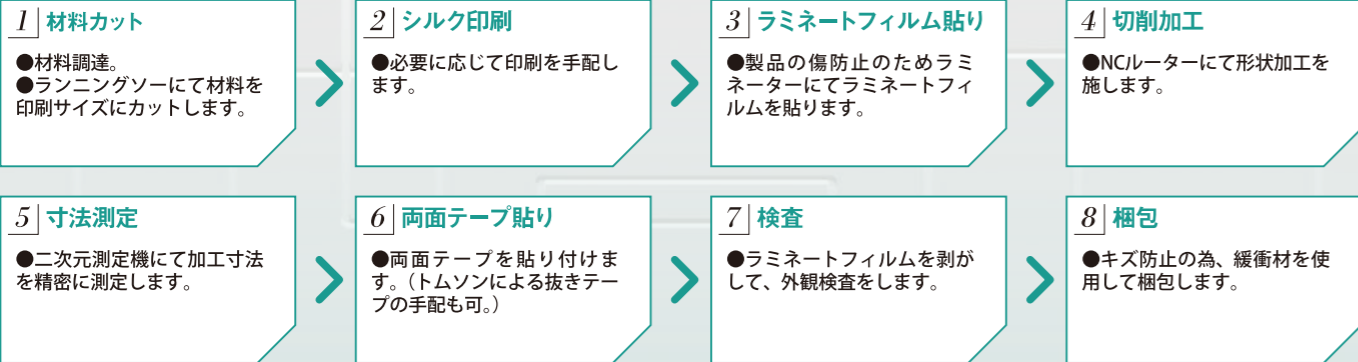 1 材料カット
●材料調達。
●ランニングソーにて材料を
印刷サイズにカットします。
2 シルク印刷
●必要に応じて印刷を手配し
ます。
3 ラミネートフィルム貼り
●製品の傷防止のためラミ
ネーターにてラミネートフィ
ルムを貼ります。
4 切削加工
●NCルーターにて形状加工を
施します。
5 寸法測定
●二次元測定機にて加工寸法
を精密に測定します。
6 両面テープ貼り
●両面テープを貼り付けま
す。（トムソンによる抜きテー
プの手配も可。）
7 検査
●ラミネートフィルムを剥が
して、外観検査をします。
8 梱包
●キズ防止の為、緩衝材を使
用して梱包します。